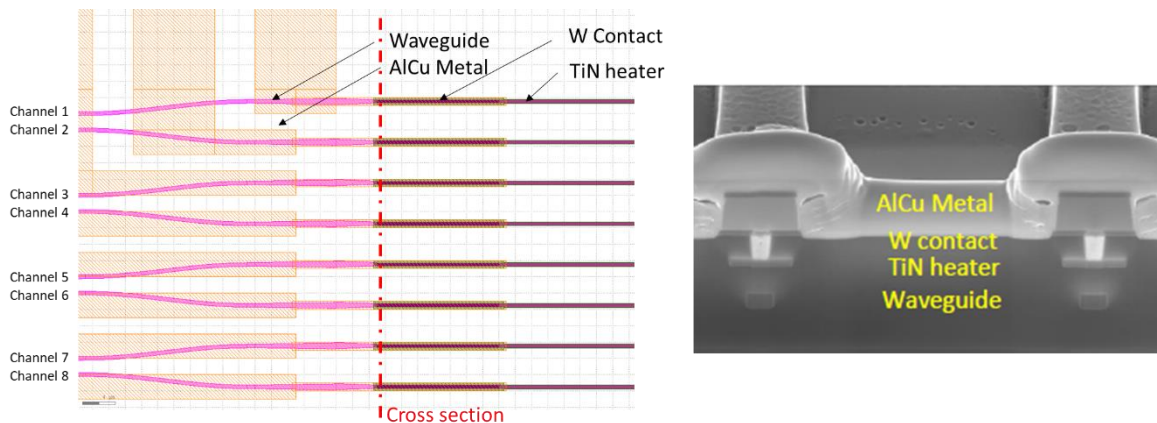 Waveguide
W Contact
AlCu Metal
TiN heater
Channel 1
Channel 2
Channel 3
Channel 4
Channel 5
Channel 6
Channel 7
Channel 8
Cross section
AlCu Metal
W contact
TiN heater
Waveguide